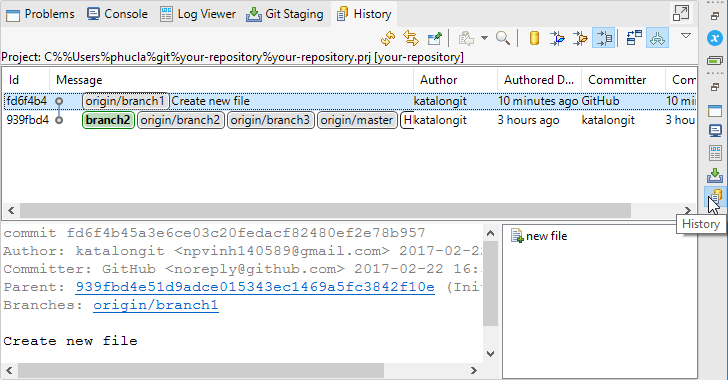 Problems Console Log Viewer Git Staging History
Project: C%%Users%phucla%git%your-repository%your-repository.prj [your-repository]
Id Message Author Authored D... Committer Com
fd6f4b4 origin/branch1 Create new file katalongit 10 minutes ago GitHub 10 min
939fbd4 branch2 origin/branch2 origin/branch3 origin/master H katalongit 3 hours ago katalongit 3 hou
History
commit fd6f4b45a3e6ce03c20fedacf82480ef2e78b957
Author: katalongit <npvinh140589@gmail.com> 2017-02-22
Committer: GitHub <noreply@github.com> 2017-02-22 16:
Parent: 939fbd4e51d9adce015343ec1469a5fc3842f10e (Ini
Branches: origin/branch1
Create new file
new file